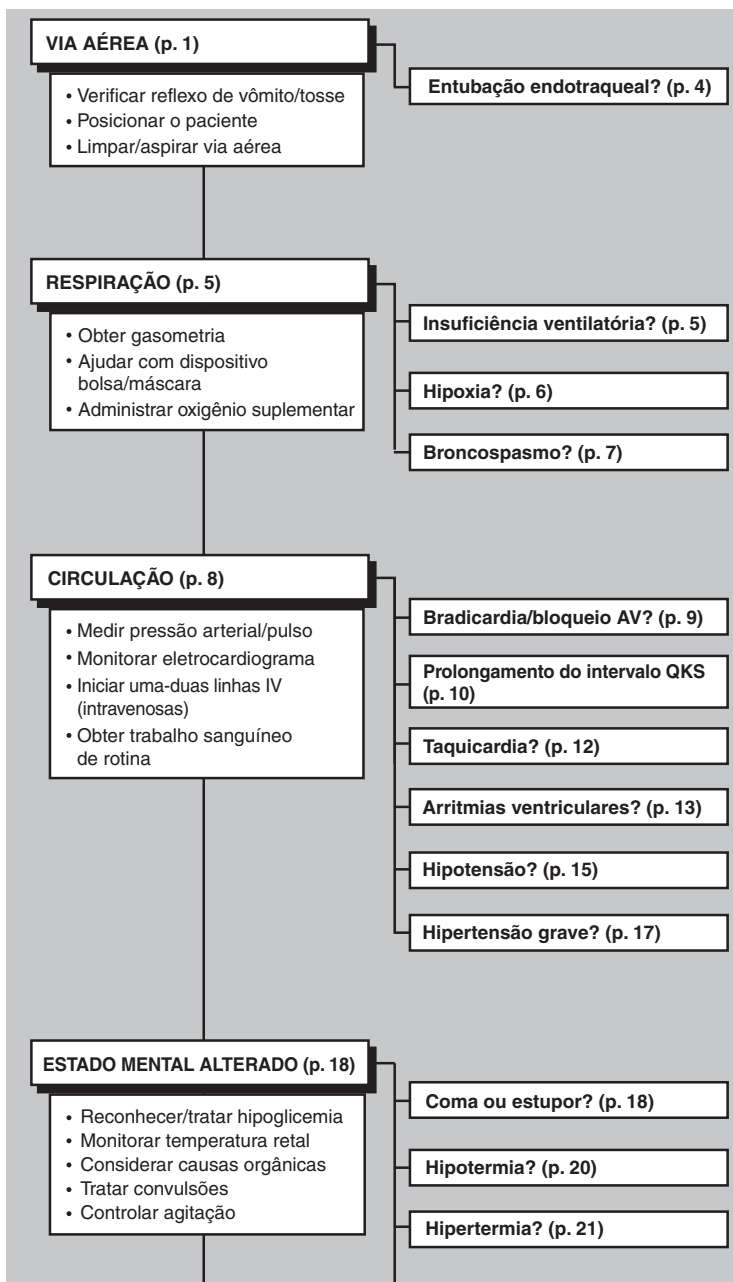 VIA AÉREA (p. 1)
• Verificar reflexo de vômito/tosse
• Posicionar o paciente
• Limpar/aspirar via aérea
Entubação endotraqueal? (p. 4)
RESPIRAÇÃO (p. 5)
• Obter gasometria
• Ajudar com dispositivo
bolsa/máscara
• Administrar oxigênio suplementar
Insuficiência ventilatória? (p. 5)
Hipoxia? (p. 6)
Broncospasmo? (p. 7)
CIRCULAÇÃO (p. 8)
• Medir pressão arterial/pulso
• Monitorar eletrocardiograma
• Iniciar uma-duas linhas IV
(intravenosas)
• Obter trabalho sanguíneo
de rotina
Bradicardia/bloqueio AV? (p. 9)
Prolongamento do intervalo QKS
(p. 10)
Taquicardia? (p. 12)
Arritmias ventriculares? (p. 13)
Hipotensão? (p. 15)
Hipertensão grave? (p. 17)
ESTADO MENTAL ALTERADO (p. 18)
• Reconhecer/tratar hipoglicemia
• Monitorar temperatura retal
• Considerar causas orgânicas
• Tratar convulsões
• Controlar agitação
Coma ou estupor? (p. 18)
Hipotermia? (p. 20)
Hipertermia? (p. 21)